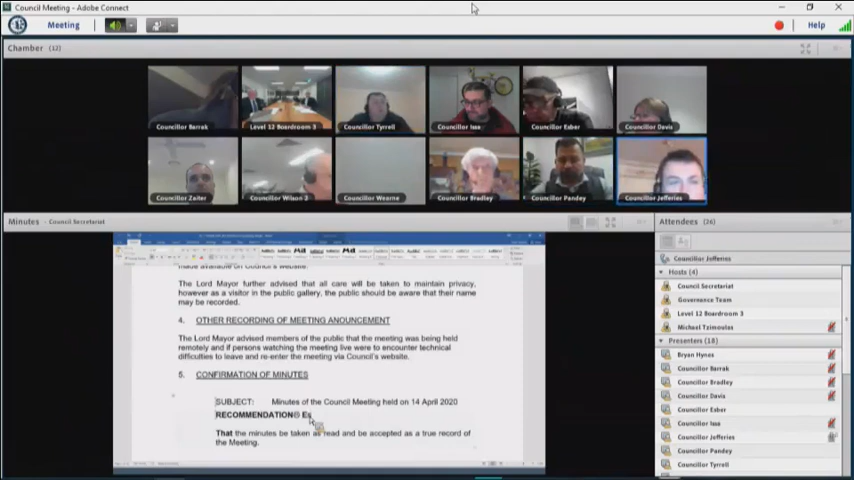 Council Meeting - Adobe Connect
Meeting
Help
Chamber (12)
Councillor Barrak
Level 12 Boardroom 3
Councillor Tyrrell
Councillor Issa
Councillor Esber
Councillor Davis
Councillor Zaiter
Councillor Wilson 2
Councillor Wearne
Councillor Bradley
Councillor Pandey
Councillor Jefferies
Minutes - Council Secretariat
made available on Council's website.
The Lord Mayor further advised that all care will be taken to maintain privacy,
however as a visitor in the public gallery, the public should be aware that their name
may be recorded.
4. OTHER RECORDING OF MEETING ANOUNCEMENT
The Lord Mayor advised members of the public that the meeting was being held
remotely and if persons watching the meeting live were to encounter technical
difficulties to leave and re-enter the meeting via Council's website.
5. CONFIRMATION OF MINUTES
SUBJECT: Minutes of the Council Meeting held on 14 April 2020
RECOMMENDATION Es
That the minutes be taken as read and be accepted as a true record of
the Meeting.
Attendees (26)
Councillor Jefferies
Hosts (4)
Council Secretariat
Governance Team
Level 12 Boardroom 3
Michael Tzimoulas
Presenters (18)
Bryan Hynes
Councillor Barrak
Councillor Bradley
Councillor Davis
Councillor Esber
Councillor Issa
Councillor Jefferies
Councillor Pandey
Councillor Tyrrell